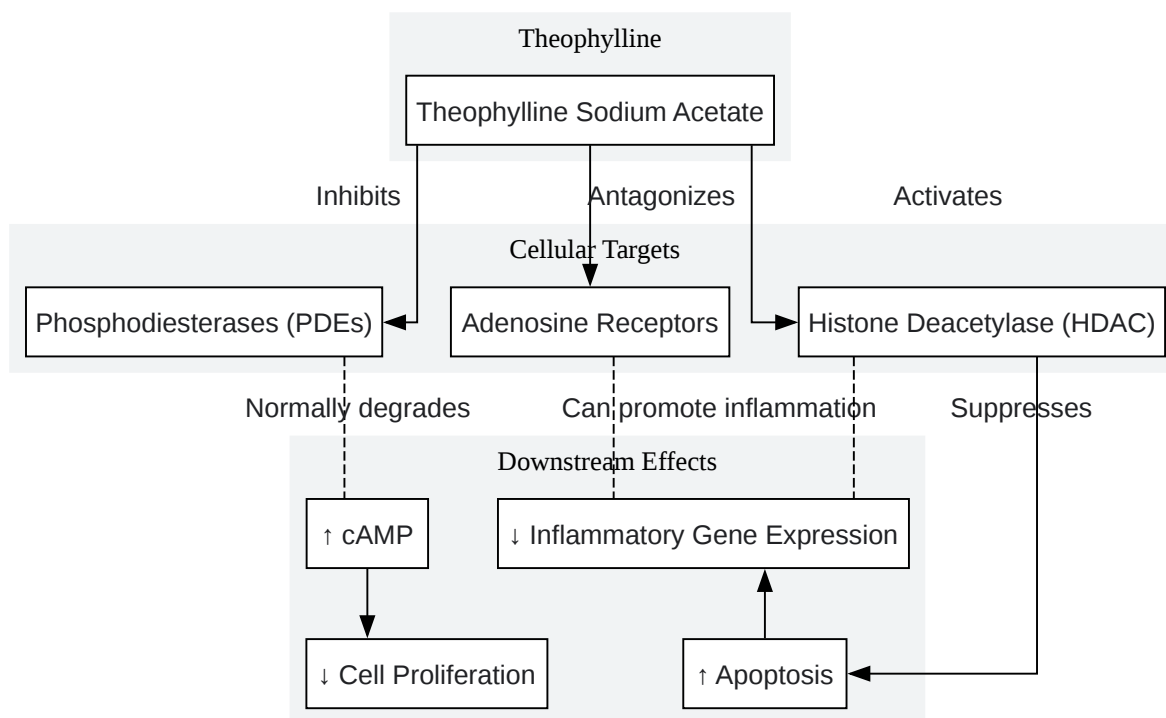 Theophylline
Theophylline Sodium Acetate
Inhibits
Antagonizes
Activates
Cellular Targets
Phosphodiesterases (PDEs)
Adenosine Receptors
Histone Deacetylase (HDAC)
Normally degrades
Can promote inflammation
Suppresses
Downstream Effects
↑ cAMP
↓ Inflammatory Gene Expression
↓ Cell Proliferation
↑ Apoptosis